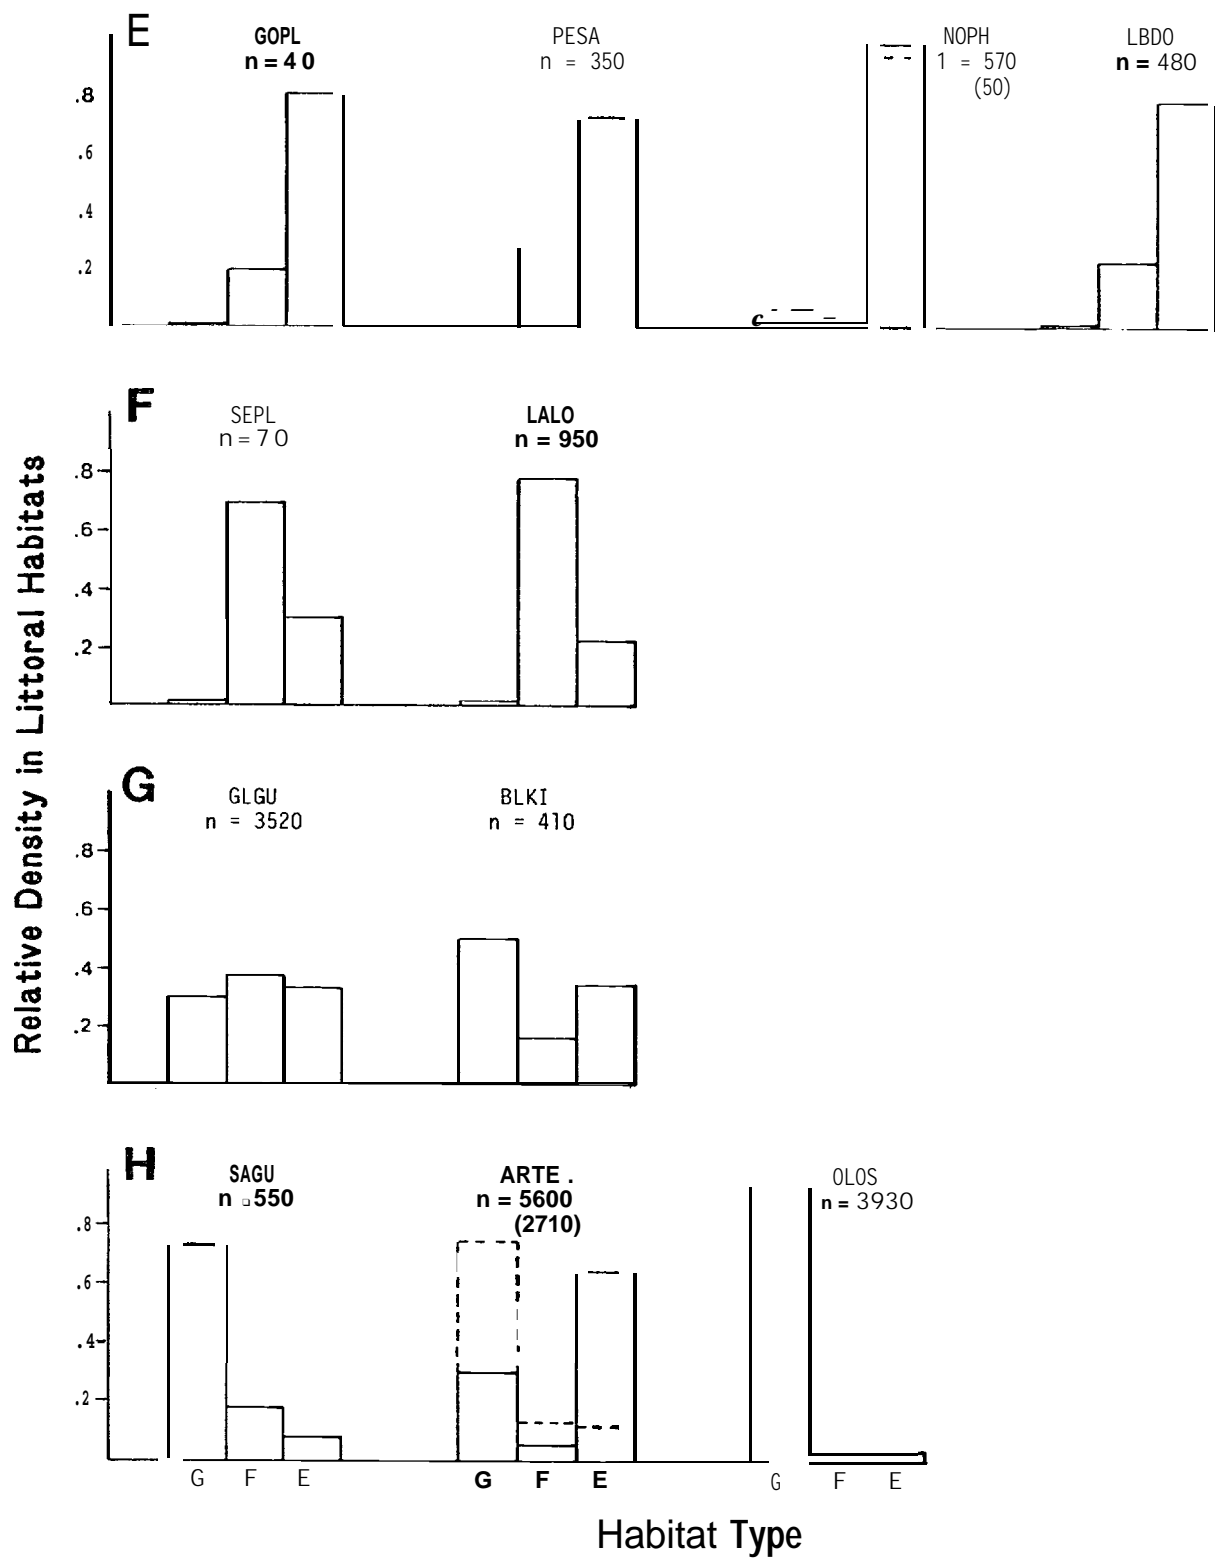 E
GOPL
n = 40
PESA
n = 350
NOPH
1 = 570
(50)
LBDO
n = 480
.8
.6
.4
.2
c
F
SEPL
n = 70
LALO
n = 950
.8
.6
.4
.2
Relative Density in Littoral Habitats
G
GLGU
n = 3520
BLKI
n = 410
.8
.6
.4
.2
H
SAGU
n □ 550
ARTE .
n = 5600
(2710)
OLOS
n = 3930
.8
.6
.4
.2
G F E G F E G F E
Habitat Type